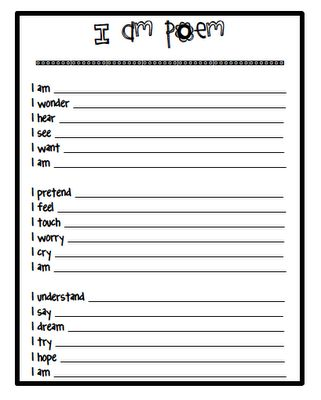 I am poem
I am
I wonder
I hear
I see
I want
I am
I pretend
I feel
I touch
I worry
I cry
I am
I understand
I say
I dream
I try
I hope
I am